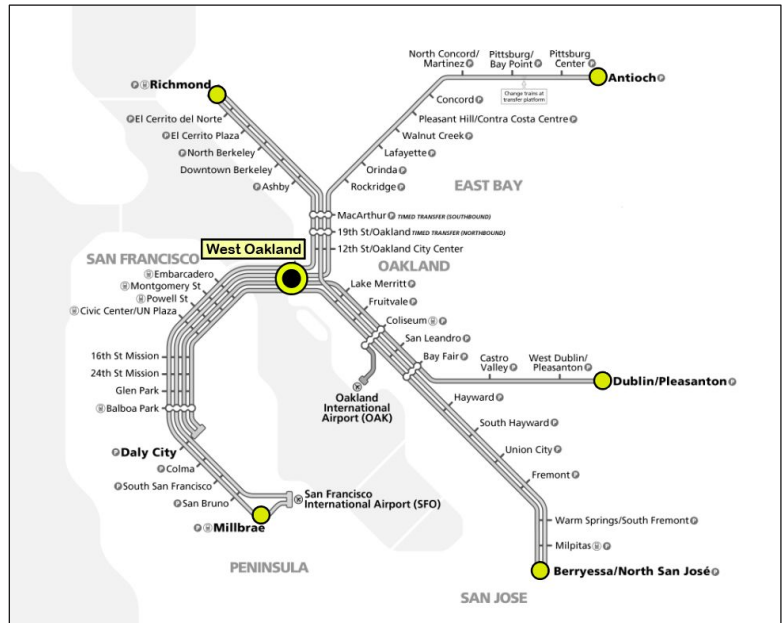 North Concord/
Martinez P
Pittsburg/
Bay Point P
Pittsburg
Center P
Richmond
Antioch P
Change trains at
transfer platform
El Cerrito del Norte
Concord P
El Cerrito Plaza
Pleasant Hill/Contra Costa Centre P
North Berkeley
Walnut Creek P
Downtown Berkeley
Lafayette P
Orinda P
Ashby
Rockridge P
EAST BAY
MacArthur P TIMED TRANSFER (SOUTHBOUND)
19th St/Oakland TIMED TRANSFER (NORTHBOUND)
West Oakland
12th St/Oakland City Center
SAN FRANCISCO
OAKLAND
Embarcadero
Montgomery St
Powell St
Civic Center/UN Plaza
Lake Merritt P
Fruitvale P
Coliseum P
San Leandro P
Bay Fair P
16th St Mission
24th St Mission
Glen Park
Balboa Park
Castro
Valley P
West Dublin/
Pleasanton P
Dublin/Pleasanton P
Oakland
International
Airport (OAK)
Hayward P
South Hayward P
Union City P
Fremont P
Daly City
Colma
South San Francisco
San Bruno
San Francisco
International Airport (SFO)
Millbrae
Warm Springs/South Fremont P
Milpitas P
Berryessa/North San José P
PENINSULA
SAN JOSE